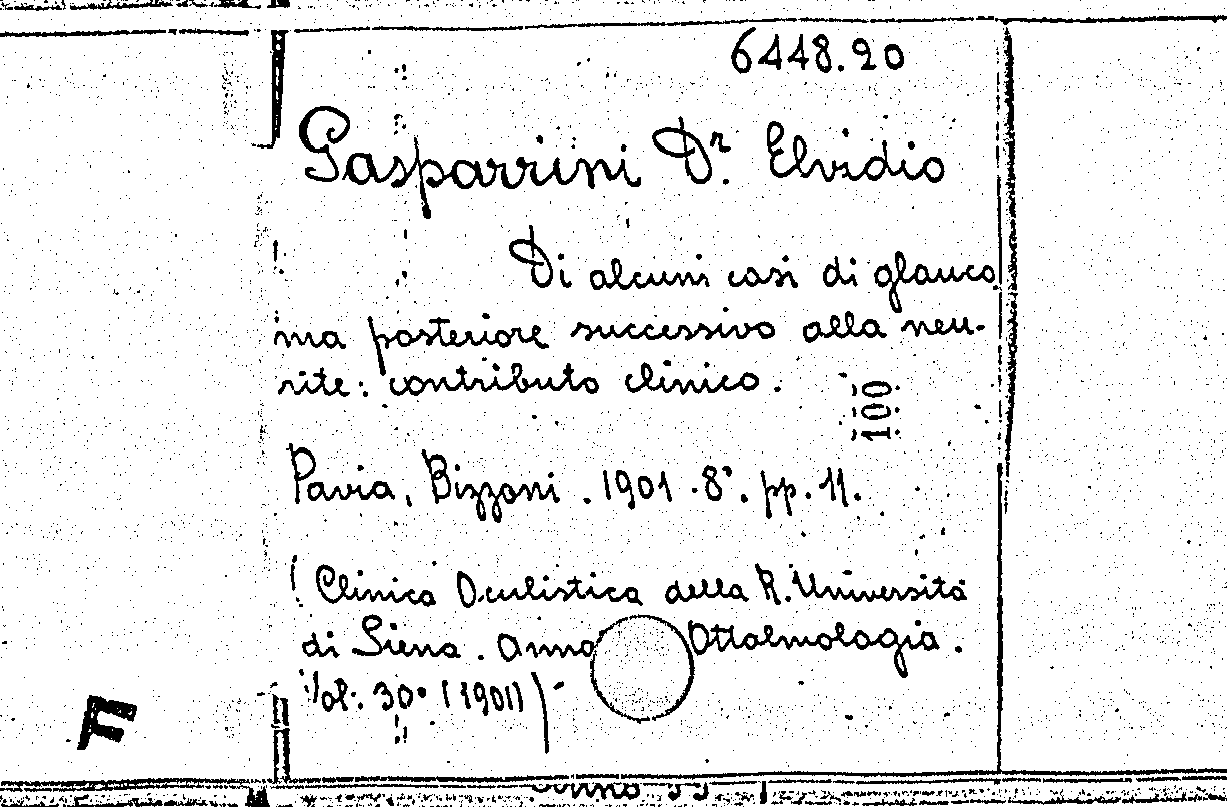 6448.20
Gasparrini Dr. Elvidio
Di alcuni casi di glauco
ma posteriore successivo alla neu-
rite: contributo clinico.
100
Pavia, Bizzoni. 1901. 8°. pp. 11.
(Clinica Oculistica della R. Università
di Siena. Anno Ottalmologia.
Vol: 30° (1901))-
F